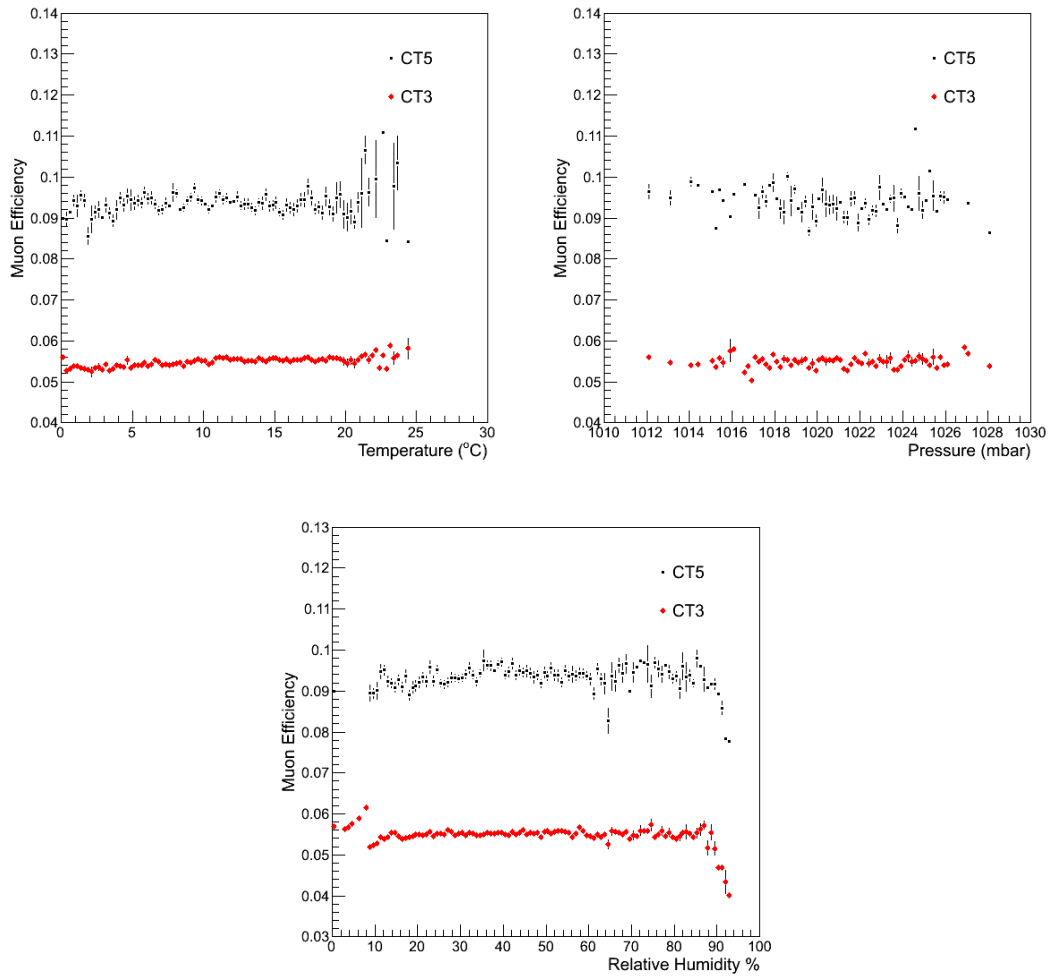 0.14
0.13
0.12
0.11
0.1
0.09
0.08
0.07
0.06
0.05
0.04
Muon Efficiency
CT5
CT3
0 5 10 15 20 25 30
Temperature (°C)
0.14
0.13
0.12
0.11
0.1
0.09
0.08
0.07
0.06
0.05
0.04
Muon Efficiency
CT5
CT3
1010 1012 1014 1016 1018 1020 1022 1024 1026 1028 1030
Pressure (mbar)
0.13
0.12
0.11
0.1
0.09
0.08
0.07
0.06
0.05
0.04
0.03
Muon Efficiency
CT5
CT3
0 10 20 30 40 50 60 70 80 90 100
Relative Humidity %